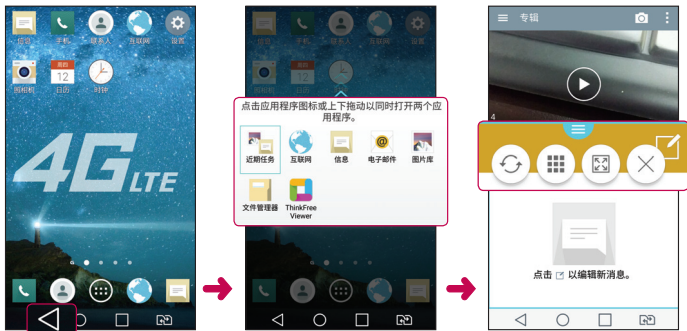 信息
手机
联系人
互联网
设置
照相机
周四
12
日历
时钟
4G LTE
点击应用程序图标或上下拖动以同时打开两个应
用程序。
近期任务
互联网
信息
电子邮件
图片库
文件管理器
ThinkFree
Viewer
专辑
4
点击 以编辑新消息。